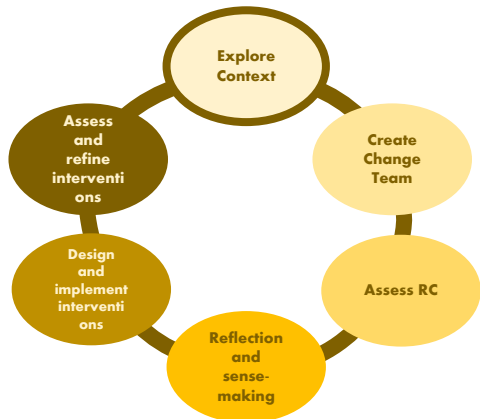 Explore
Context
Create
Change
Team
Assess RC
Reflection
and
sense-
making
Design
and
implement
interventi
ons
Assess
and
refine
interventi
ons